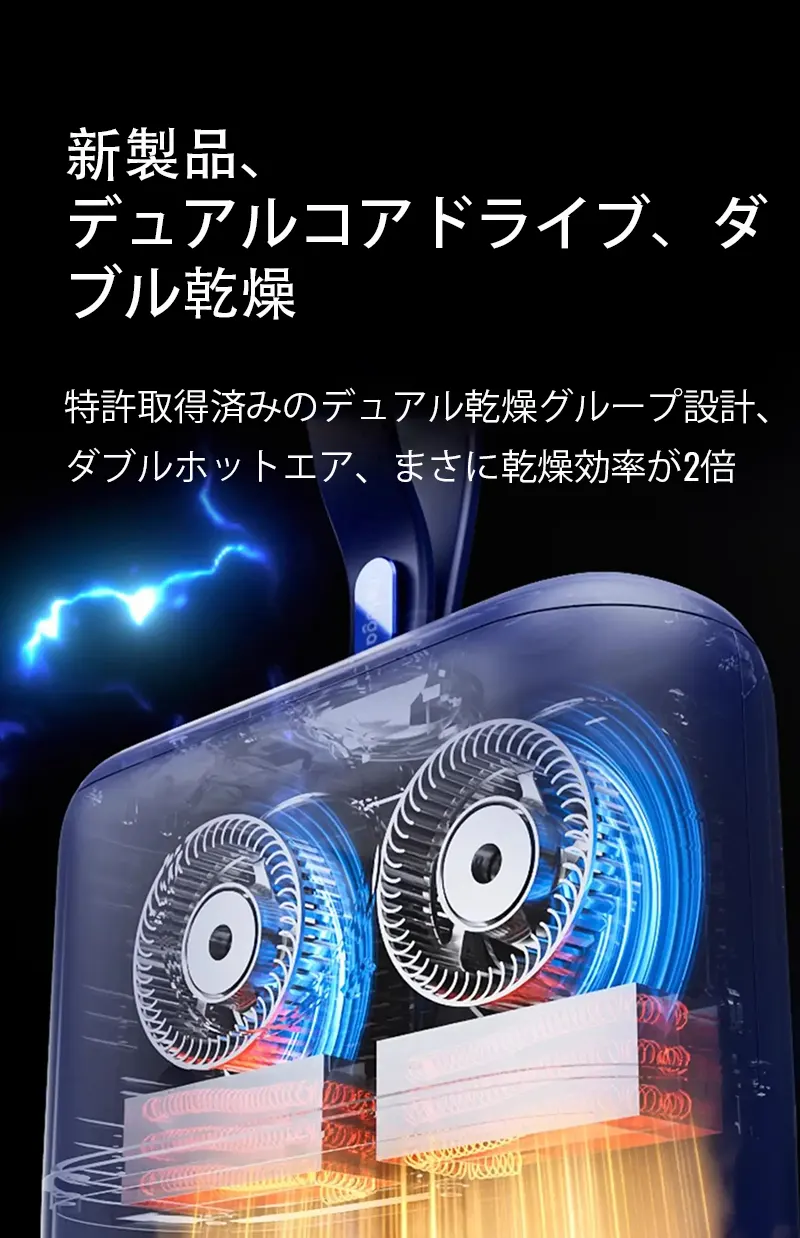 新製品、
デュアルコアドライブ、ダ
ブル乾燥
特許取得済みのデュアル乾燥グループ設計、
ダブルホットエア、まさに乾燥効率が2倍